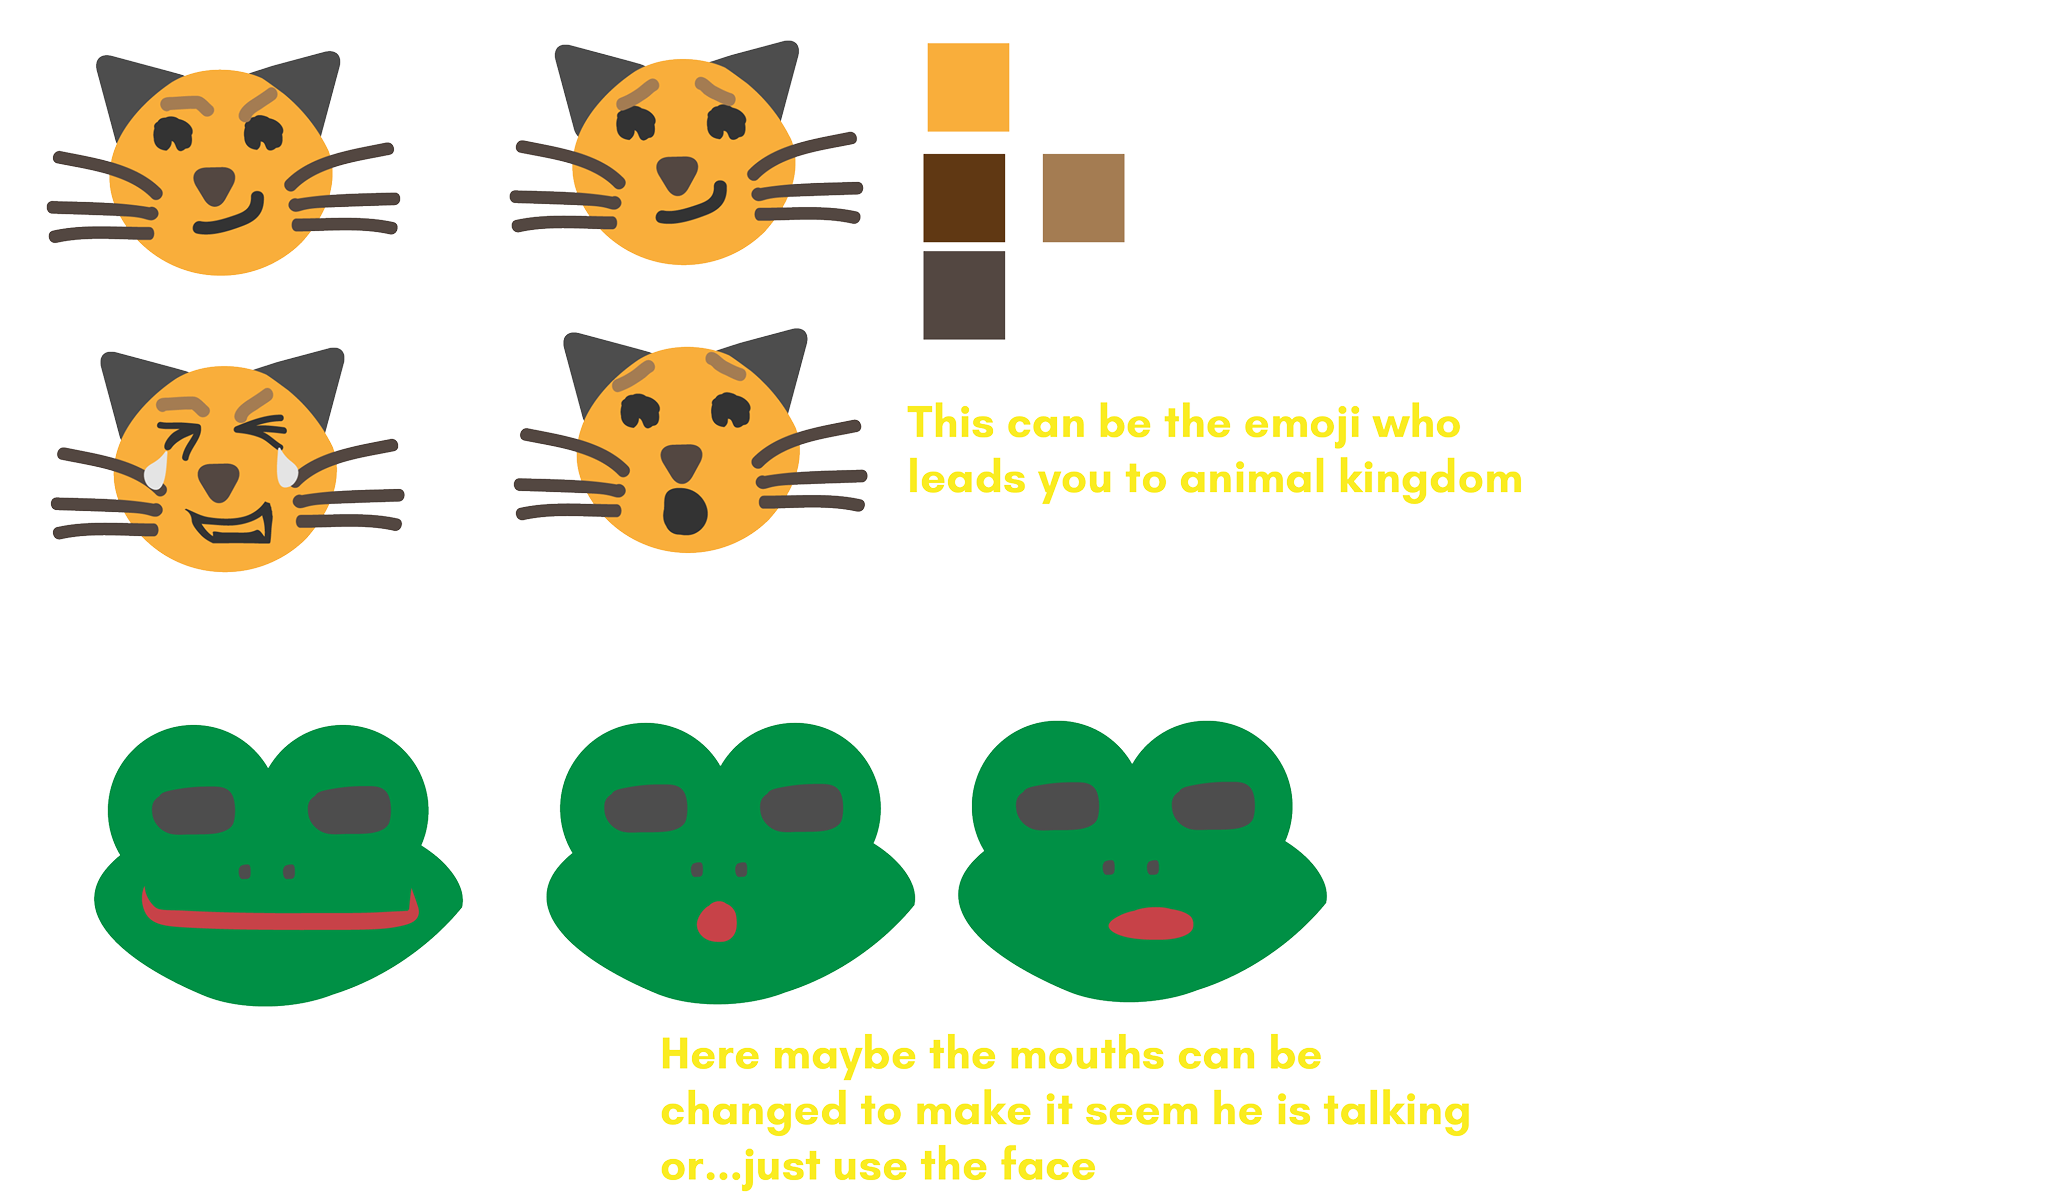 This can be the emoji who
leads you to animal kingdom
Here maybe the mouths can be
changed to make it seem he is talking
or...just use the face